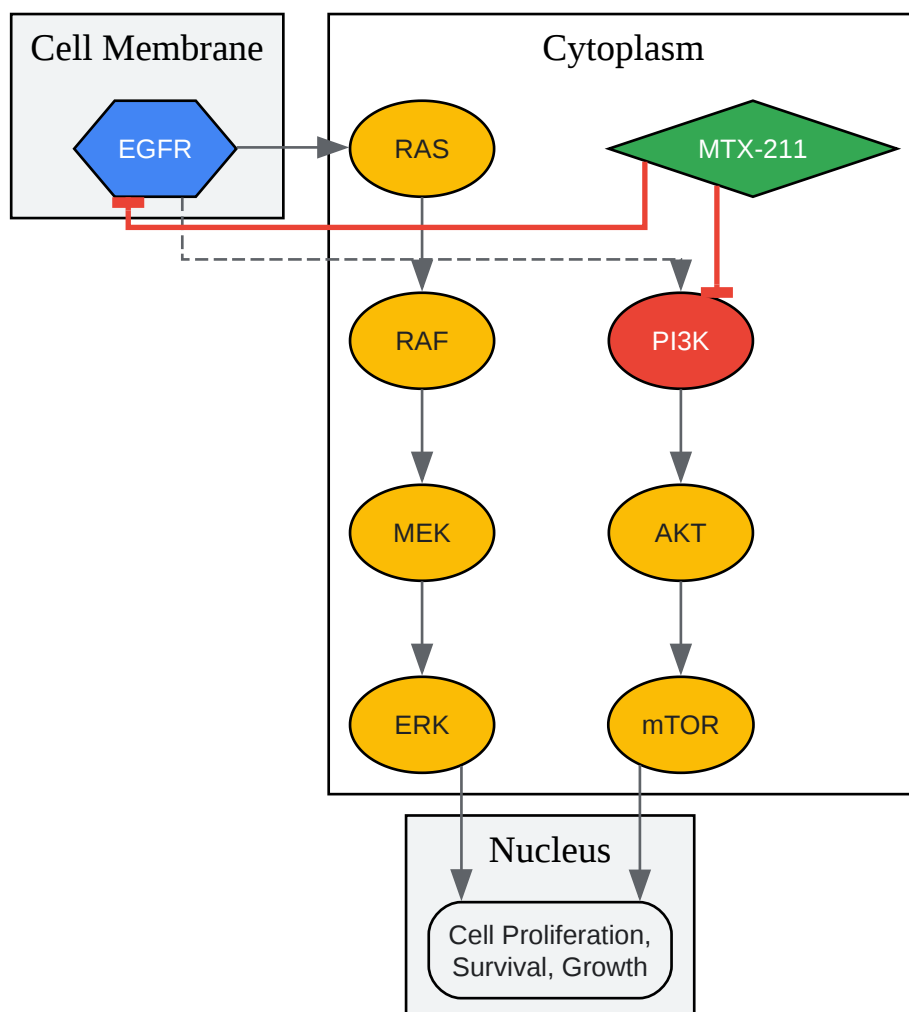 Cell Membrane
Cytoplasm
EGFR
RAS
MTX-211
RAF
PI3K
MEK
AKT
ERK
mTOR
Nucleus
Cell Proliferation,
Survival, Growth